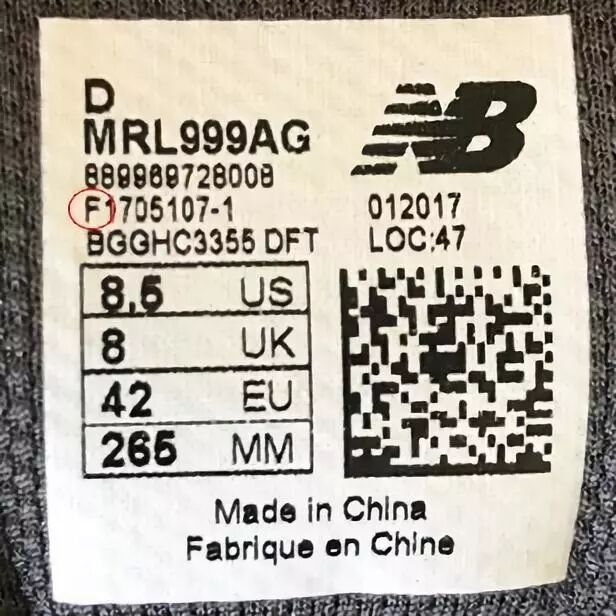 D
MRL999AG
889969728008
F1705107-1
BGGHC3355 DFT
NB
012017
LOC:47
8.5 US
8 UK
42 EU
265 MM
Made in China
Fabrique en Chine